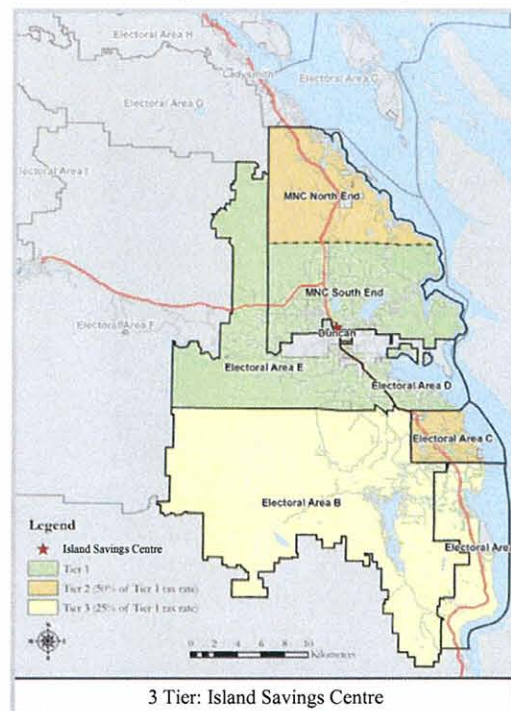 Electoral Area H
Ladysmith
Electoral Area G
Electoral Area G
Electoral Area I
MNC North End
MNC South End
Electoral Area F
Duncan
Electoral Area E
Electoral Area D
Electoral Area C
Electoral Area B
Electoral Area
Legend
Island Savings Centre
Tier 1
Tier 2 (50% of Tier 1 tax rate)
Tier 3 (25% of Tier 1 tax rate)
N
0 2 4 6 8 10
Kilometers
3 Tier: Island Savings Centre